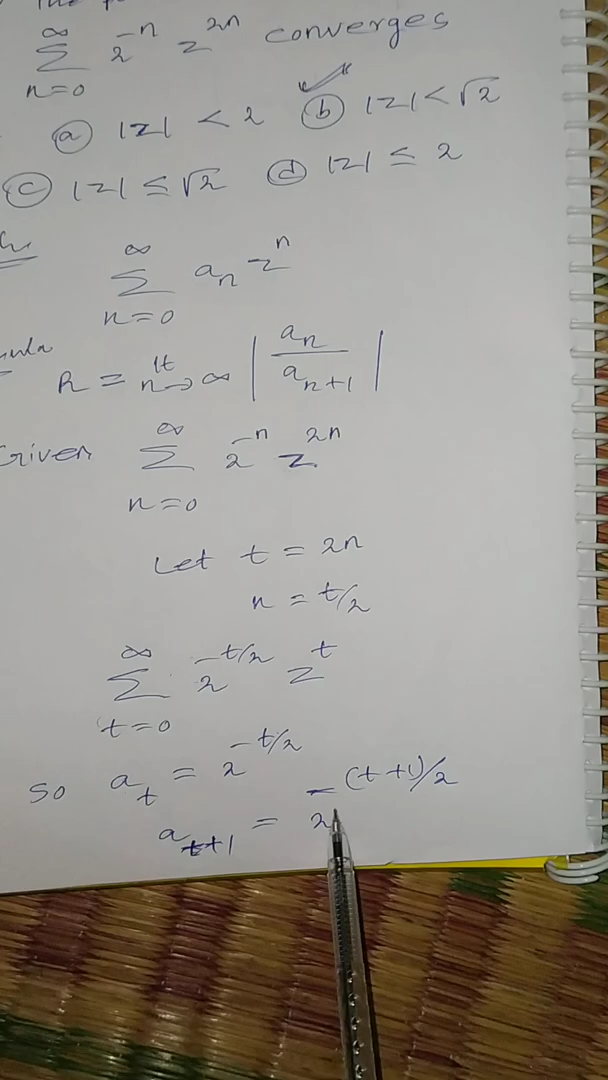 ∞
∑ 2^{-n} z^{2n} converges
n=0
ⓐ |z| < 2 ⓑ |z| < √2
ⓒ |z| ≤ √2 ⓓ |z| ≤ 2
∞
∑ a_n z^n
n=0
R = lt n→∞ | a_n / a_{n+1} |
Given ∞
∑ 2^{-n} z^{2n}
n=0
Let t = 2n
n = t/2
∞
∑ 2^{-t/2} z^t
t=0
So a_t = 2^{-t/2}
a_{t+1} = 2^{-(t+1)/2}